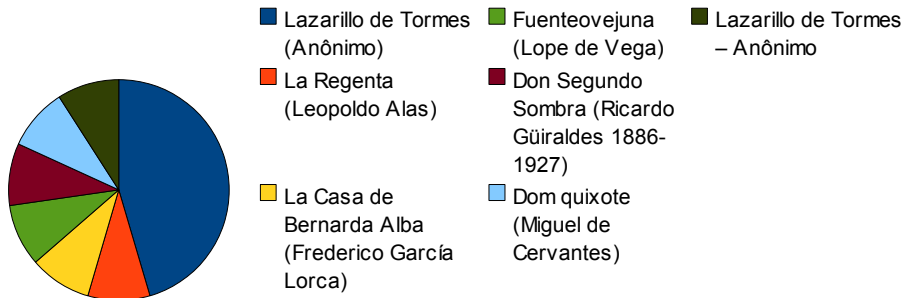 Lazarillo de Tormes
(Anônimo)
Fuenteovejuna
(Lope de Vega)
Lazarillo de Tormes
– Anônimo
La Regenta
(Leopoldo Alas)
Don Segundo
Sombra (Ricardo
Güiraldes 1886-
1927)
La Casa de
Bernarda Alba
(Frederico García
Lorca)
Dom quixote
(Miguel de
Cervantes)